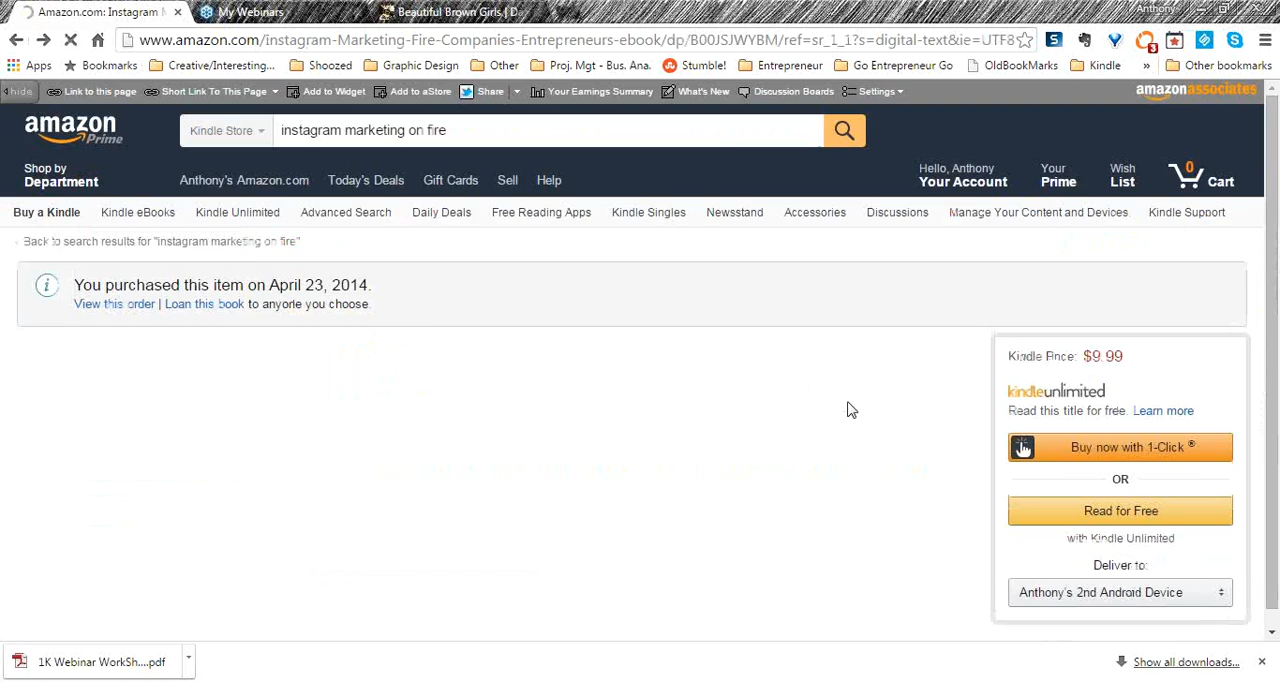 Amazon.com: Instagram M
My Webinars
Beautiful Brown Girls | Da
Anthony
www.amazon.com/Instagram-Marketing-Fire-Companies-Entrepreneurs-ebook/dp/B00JSJWYBM/ref=sr_1_1?s=digital-text&ie=UTF8
Apps
Bookmarks
Creative/Interesting...
Shoozed
Graphic Design
Other
Proj. Mgt - Bus. Ana.
Stumble!
Entrepreneur
Go Entrepreneur Go
OldBookMarks
Kindle
»
Other bookmarks
hide
Link to this page
Short Link To This Page
Add to Widget
Add to aStore
Share
Your Earnings Summary
What's New
Discussion Boards
Settings
amazonassociates
amazon
Prime
Kindle Store
instagram marketing on fire
Shop by
Department
Anthony's Amazon.com
Today's Deals
Gift Cards
Sell
Help
Hello, Anthony
Your Account
Your
Prime
Wish
List
0
Cart
Buy a Kindle
Kindle eBooks
Kindle Unlimited
Advanced Search
Daily Deals
Free Reading Apps
Kindle Singles
Newsstand
Accessories
Discussions
Manage Your Content and Devices
Kindle Support
‹ Back to search results for "instagram marketing on fire"
You purchased this item on April 23, 2014.
View this order | Loan this book to anyone you choose.
Kindle Price: $9.99
kindleunlimited
Read this title for free. Learn more
Buy now with 1-Click ®
OR
Read for Free
with Kindle Unlimited
Deliver to:
Anthony's 2nd Android Device
1K Webinar WorkSh....pdf
Show all downloads...